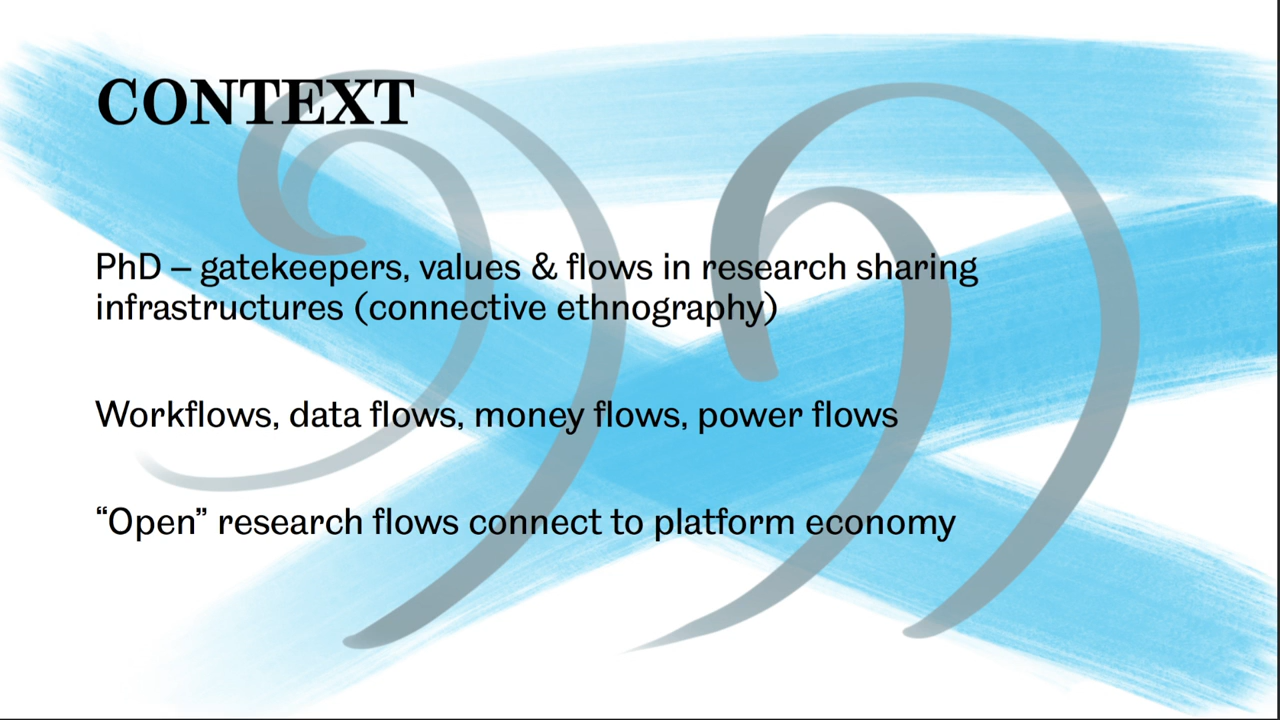 CONTEXT
PhD – gatekeepers, values & flows in research sharing
infrastructures (connective ethnography)
Workflows, data flows, money flows, power flows
“Open” research flows connect to platform economy